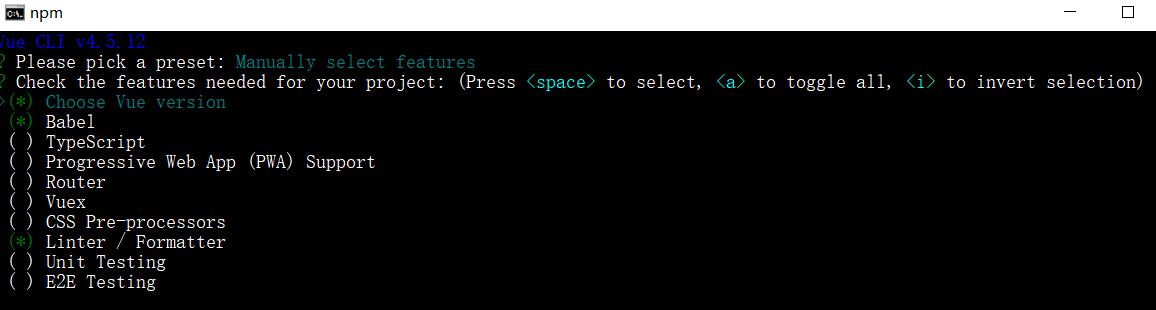 npm
Vue CLI v4.5.12
? Please pick a preset: Manually select features
? Check the features needed for your project: (Press <space> to select, <a> to toggle all, <i> to invert selection)
>(*) Choose Vue version
(*) Babel
( ) TypeScript
( ) Progressive Web App (PWA) Support
( ) Router
( ) Vuex
( ) CSS Pre-processors
(*) Linter / Formatter
( ) Unit Testing
( ) E2E Testing